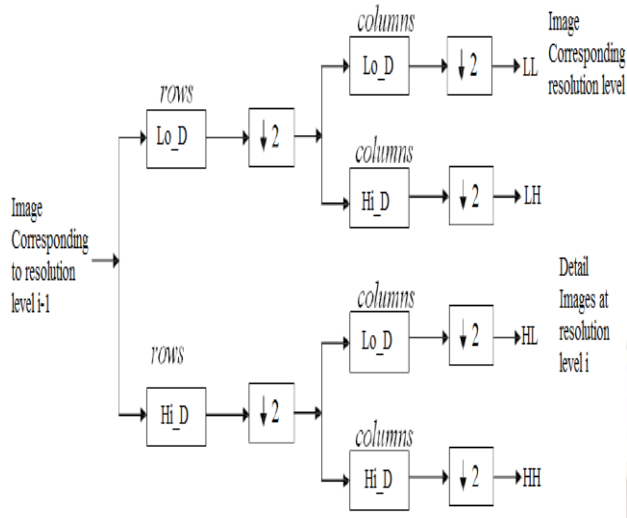 columns
Lo_D
↓ 2
LL
Image
Corresponding
resolution level
rows
Lo_D
↓ 2
columns
Hi_D
↓ 2
LH
Image
Corresponding
to resolution
level i-1
columns
Lo_D
↓ 2
HL
Detail
Images at
resolution
level i
rows
Hi_D
↓ 2
columns
Hi_D
↓ 2
HH